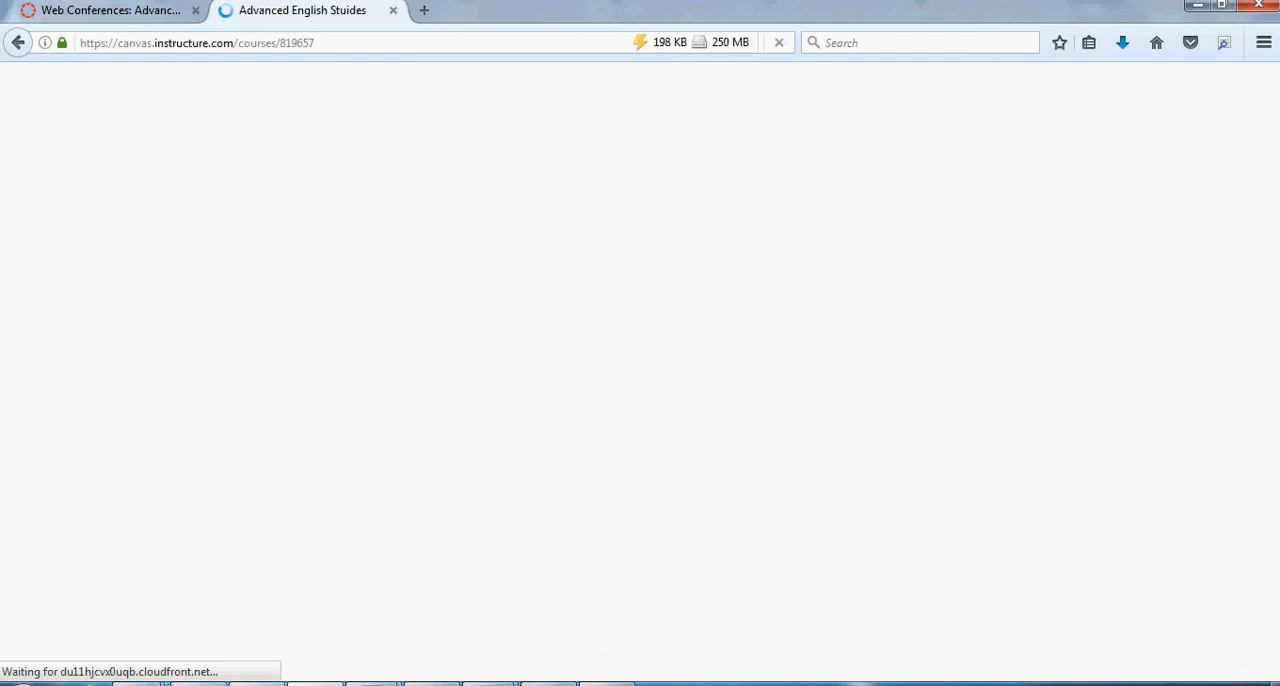 Web Conferences: Advanc...
Advanced English Stuides
https://canvas.instructure.com/courses/819657
198 KB
250 MB
Search
Waiting for du11hjcvx0uqb.cloudfront.net...